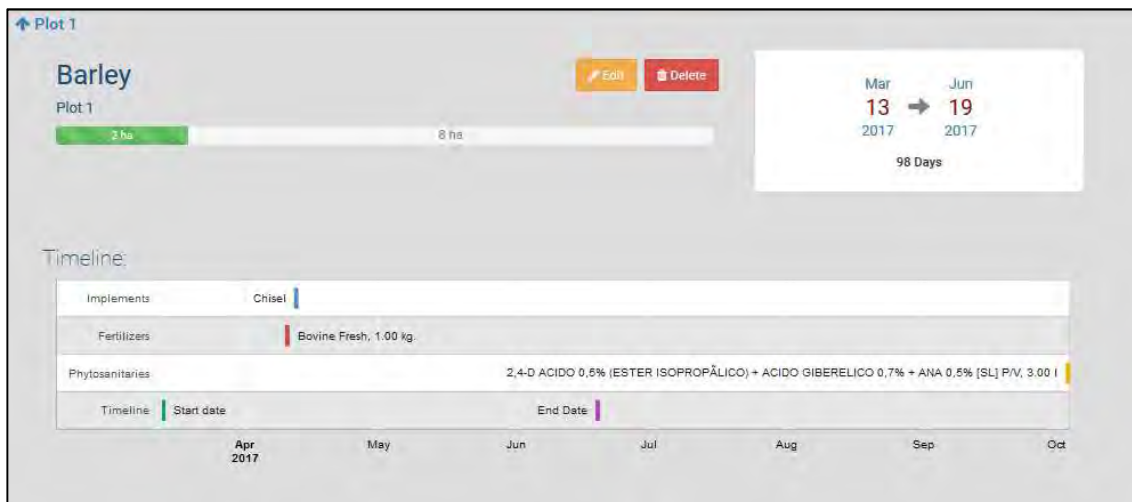 Plot 1
Barley
Edit
Delete
Plot 1
2 ha
8 ha
Mar
Jun
13
19
2017
2017
98 Days
Timeline:
Implements
Chisel
Fertilizers
Bovine Fresh, 1.00 kg.
Phytosanitaries
2,4-D ACIDO 0,5% (ESTER ISOPROPÃLICO) + ACIDO GIBERELICO 0,7% + ANA 0,5% [SL] P/V, 3.00 l
Timeline
Start date
End Date
Apr
May
Jun
Jul
Aug
Sep
Oct
2017